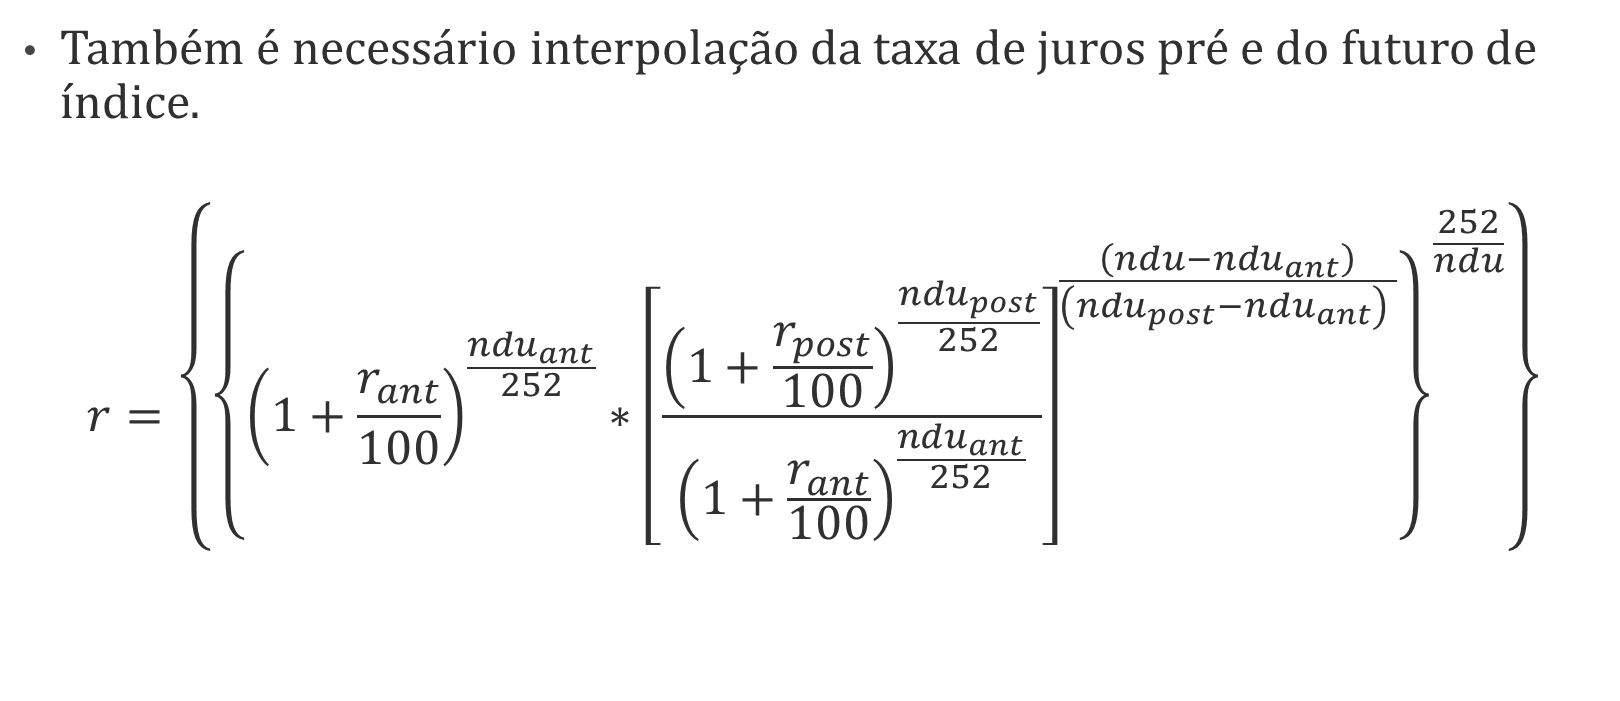 • Também é necessário interpolação da taxa de juros pré e do futuro de
índice.
r = { { (1 + r_ant/100)^(ndu_ant/252) * [ (1 + r_post/100)^(ndu_post/252) / (1 + r_ant/100)^(ndu_ant/252) ]^((ndu−ndu_ant)/(ndu_post−ndu_ant)) }^(252/ndu) }